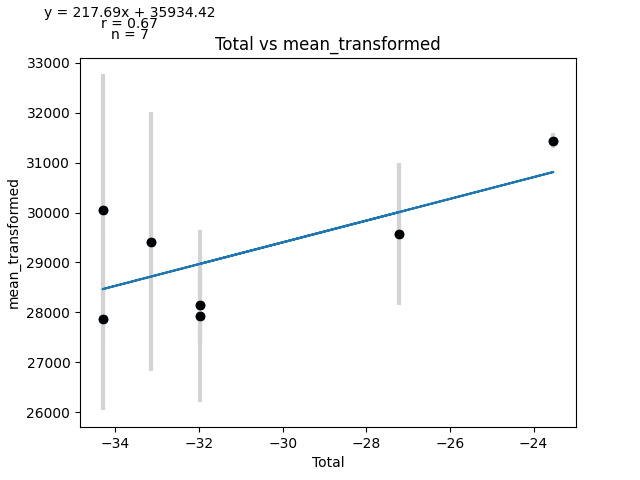 y = 217.69x + 35934.42
r = 0.67
n = 7
Total vs mean_transformed
33000
32000
31000
30000
29000
28000
27000
26000
mean_transformed
−34
−32
−30
−28
−26
−24
Total